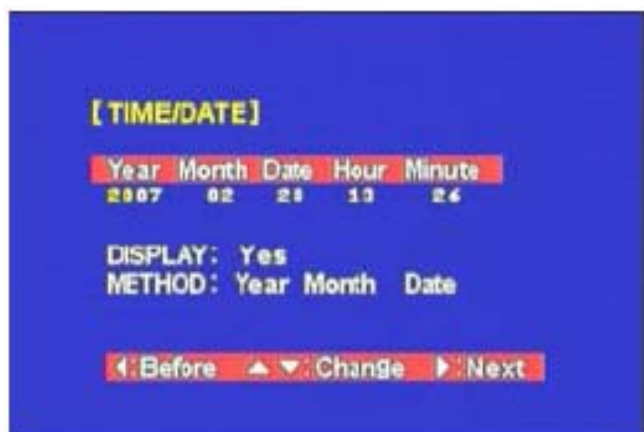 [ TIME/DATE ]
Year Month Date Hour Minute
2007 02 28 13 26
DISPLAY: Yes
METHOD: Year Month Date
◀:Before ▲ ▼:Change ▶:Next